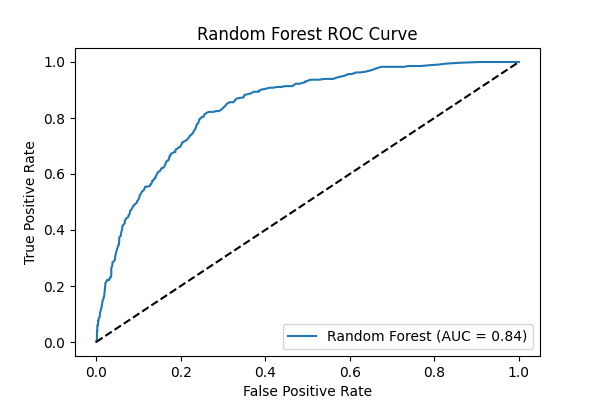 Random Forest ROC Curve
True Positive Rate
1.0
0.8
0.6
0.4
0.2
0.0
Random Forest (AUC = 0.84)
0.0 0.2 0.4 0.6 0.8 1.0
False Positive Rate